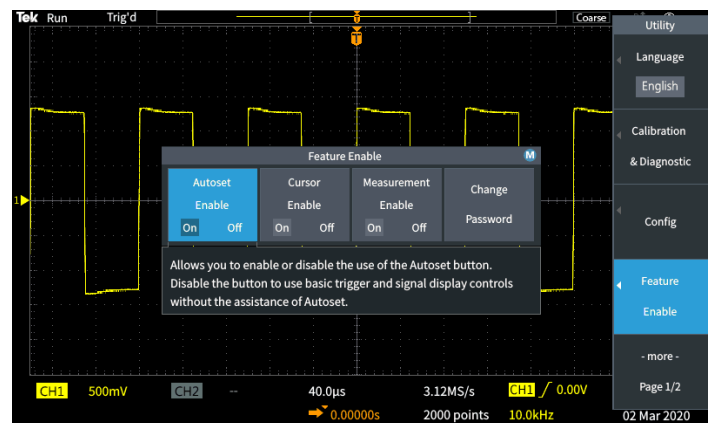 Tek Run Trig'd Coarse
Utility
Language
English
Calibration
& Diagnostic
Config
Feature
Enable
- more -
Page 1/2
Feature Enable M
Autoset
Enable
On Off
Cursor
Enable
On Off
Measurement
Enable
On Off
Change
Password
Allows you to enable or disable the use of the Autoset button.
Disable the button to use basic trigger and signal display controls
without the assistance of Autoset.
1
CH1 500mV CH2 -- 40.0µs 3.12MS/s CH1 0.00V
0.00000s 2000 points 10.0kHz 02 Mar 2020